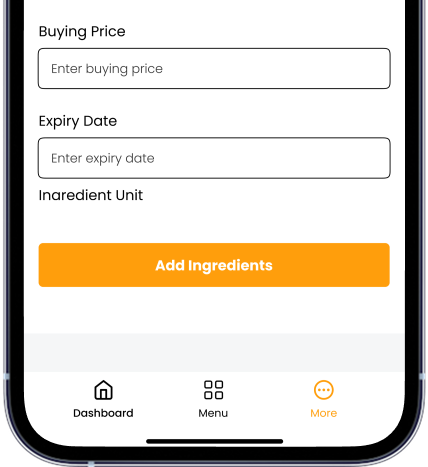 Buying Price
Enter buying price
Expiry Date
Enter expiry date
Inaredient Unit
Add Ingredients
Dashboard
Menu
More